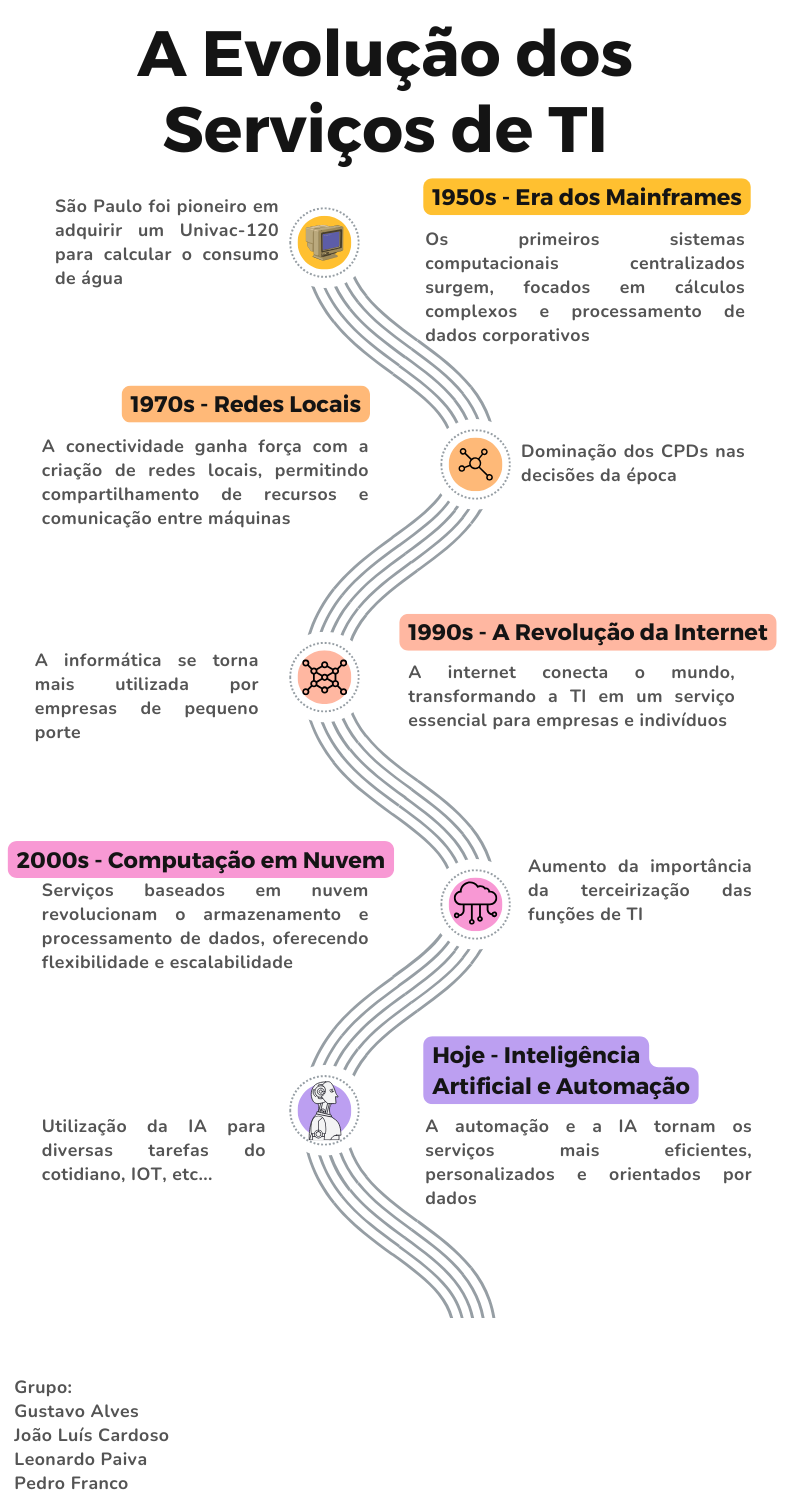 A Evolução dos
Serviços de TI
São Paulo foi pioneiro em
adquirir um Univac-120
para calcular o consumo
de água
1950s - Era dos Mainframes
Os primeiros sistemas
computacionais centralizados
surgem, focados em cálculos
complexos e processamento de
dados corporativos
1970s - Redes Locais
A conectividade ganha força com a
criação de redes locais, permitindo
compartilhamento de recursos e
comunicação entre máquinas
Dominação dos CPDs nas
decisões da época
A informática se torna
mais utilizada por
empresas de pequeno
porte
1990s - A Revolução da Internet
A internet conecta o mundo,
transformando a TI em um serviço
essencial para empresas e indivíduos
2000s - Computação em Nuvem
Serviços baseados em nuvem
revolucionam o armazenamento e
processamento de dados, oferecendo
flexibilidade e escalabilidade
Aumento da importância
da terceirização das
funções de TI
Utilização da IA para
diversas tarefas do
cotidiano, IOT, etc...
Hoje - Inteligência
Artificial e Automação
A automação e a IA tornam os
serviços mais eficientes,
personalizados e orientados por
dados
Grupo:
Gustavo Alves
João Luís Cardoso
Leonardo Paiva
Pedro Franco